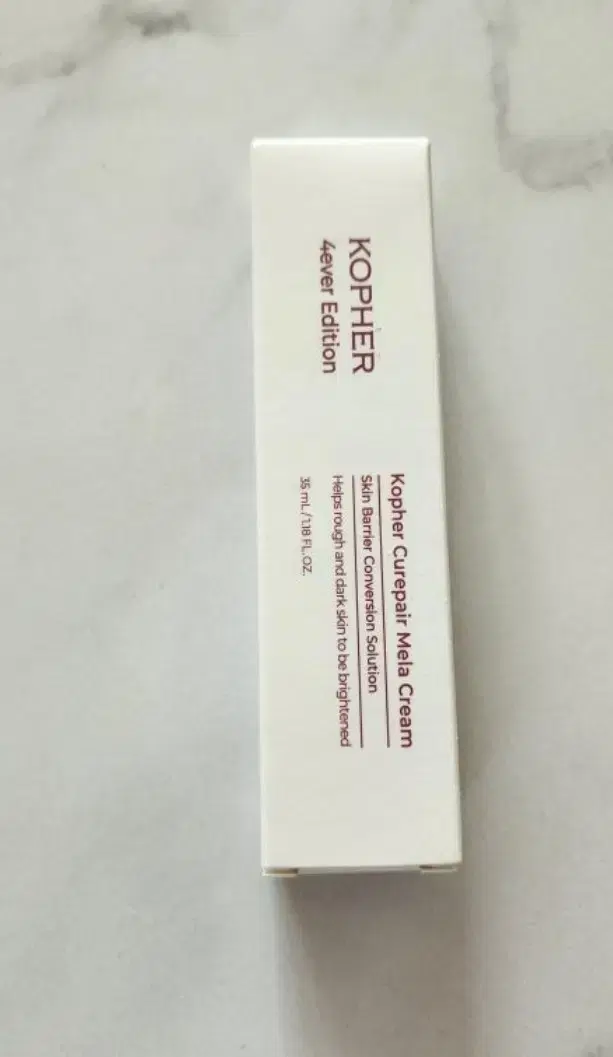 KOPHER
4ever Edition
Kopher Curepair Mela Cream
Skin Barrier Conversion Solution
Helps rough and dark skin to be brightened
35 mL / 1.18 FL. OZ.